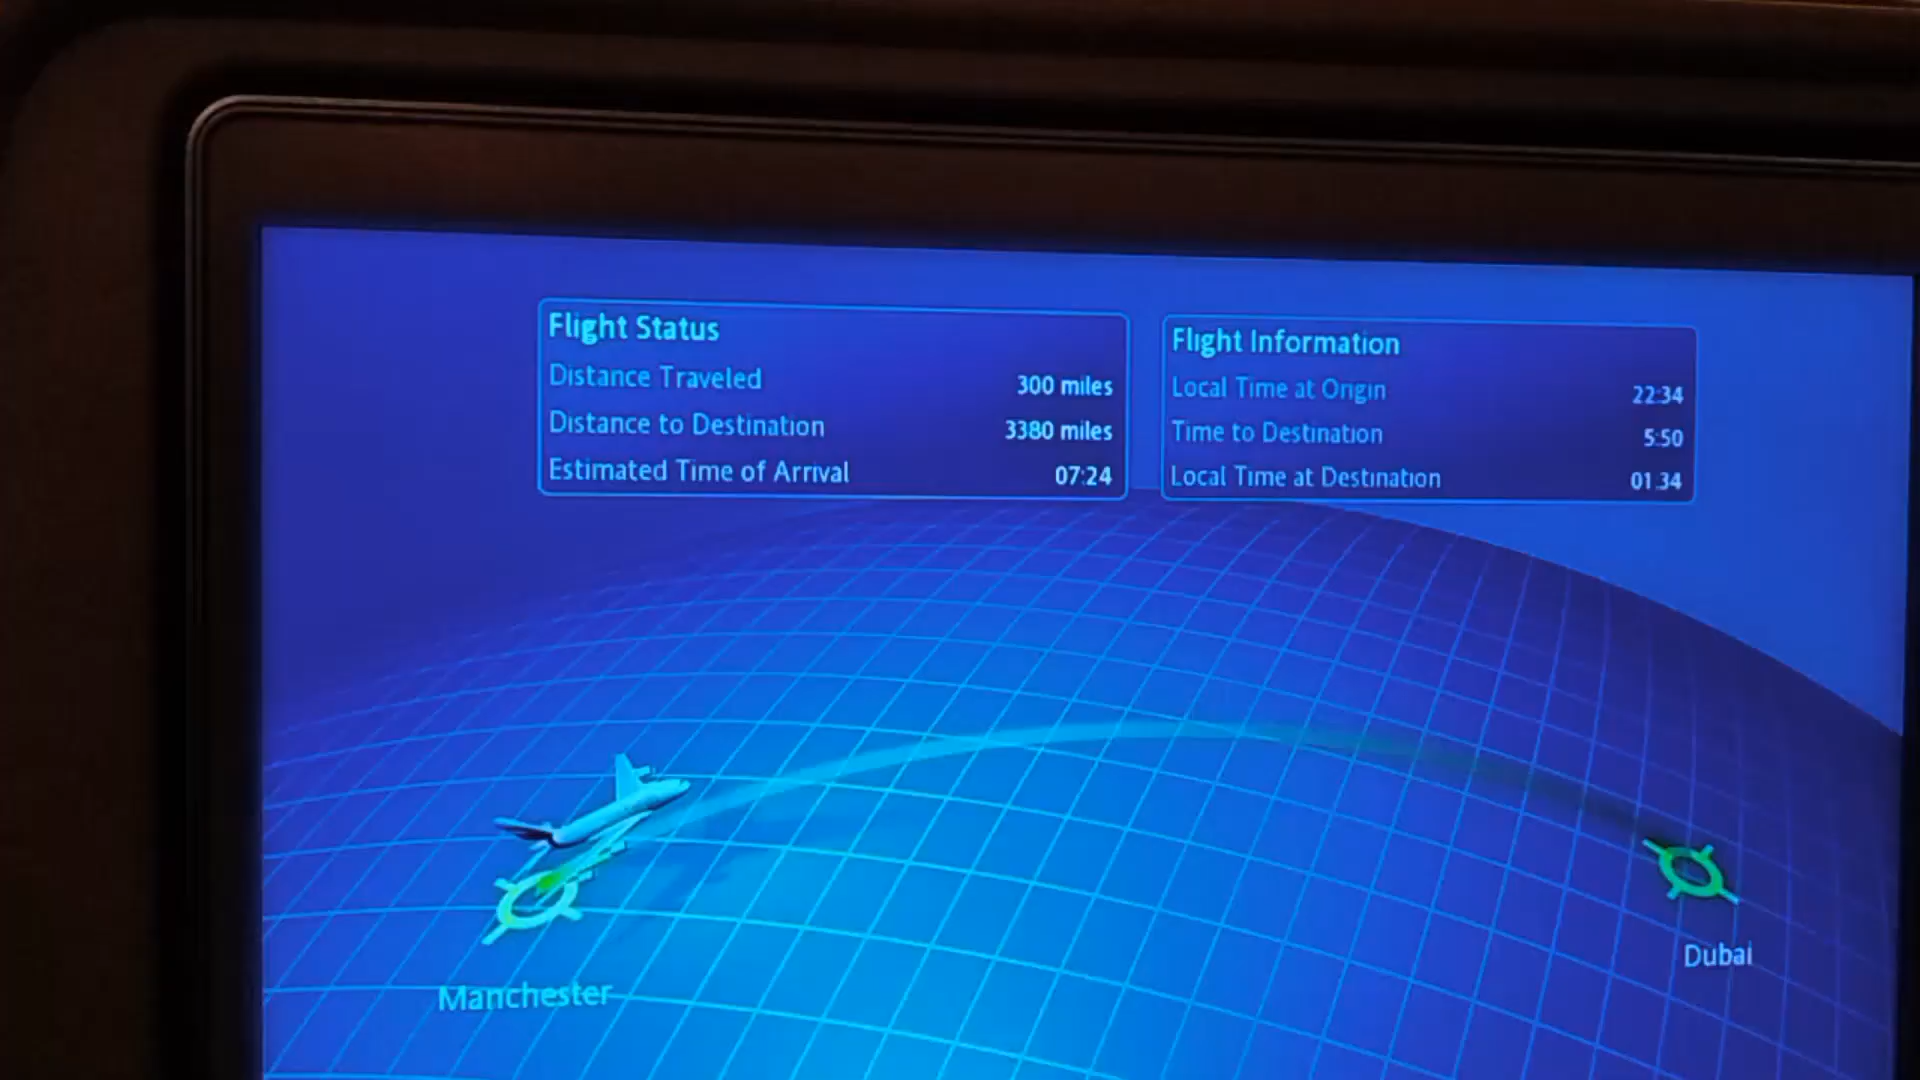 Flight Status
Distance Traveled 300 miles
Distance to Destination 3380 miles
Estimated Time of Arrival 07:24
Flight Information
Local Time at Origin 22:34
Time to Destination 5:50
Local Time at Destination 01:34
Manchester
Dubai